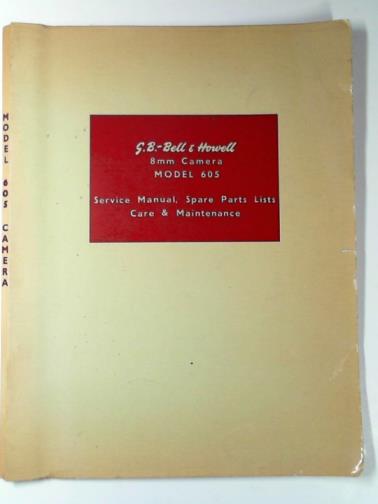 G.B.-Bell & Howell
8mm Camera
MODEL 605
Service Manual, Spare Parts Lists
Care & Maintenance
MODEL 605 CAMERA